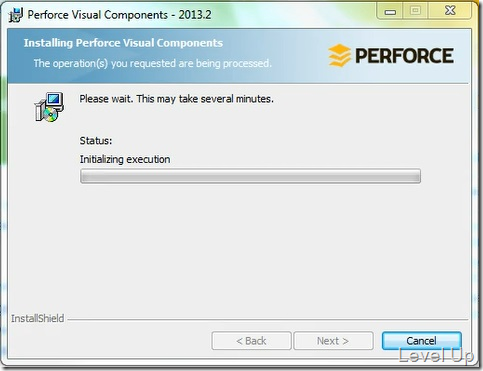 Perforce Visual Components - 2013.2
Installing Perforce Visual Components
The operation(s) you requested are being processed.
PERFORCE
Please wait. This may take several minutes.
Status:
Initializing execution
InstallShield
< Back
Next >
Cancel
Level Up